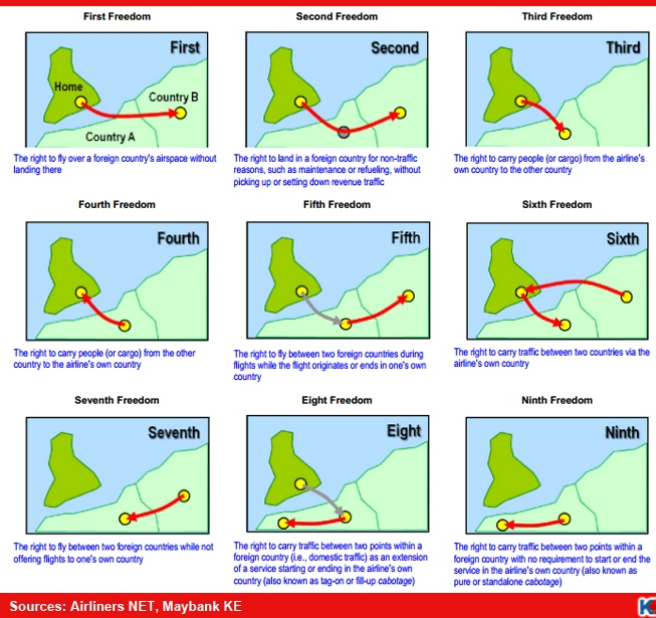 First Freedom
Second Freedom
Third Freedom
First
Home
Country B
Country A
Second
Third
The right to fly over a foreign country's airspace without
landing there
The right to land in a foreign country for non-traffic
reasons, such as maintenance or refueling, without
picking up or setting down revenue traffic
The right to carry people (or cargo) from the airline's
own country to the other country
Fourth Freedom
Fifth Freedom
Sixth Freedom
Fourth
Fifth
Sixth
The right to carry people (or cargo) from the other
country to the airline's own country
The right to fly between two foreign countries during
flights while the flight originates or ends in one's own
country
The right to carry traffic between two countries via the
airline's own country
Seventh Freedom
Eight Freedom
Ninth Freedom
Seventh
Eight
Ninth
The right to fly between two foreign countries while not
offering flights to one's own country
The right to carry traffic between two points within a
foreign country (i.e., domestic traffic) as an extension
of a service starting or ending in the airline's own
country (also known as tag-on or fill-up cabotage)
The right to carry traffic between two points within a
foreign country with no requirement to start or end the
service in the airline's own country (also known as
pure or standalone cabotage)
Sources: Airliners NET, Maybank KE